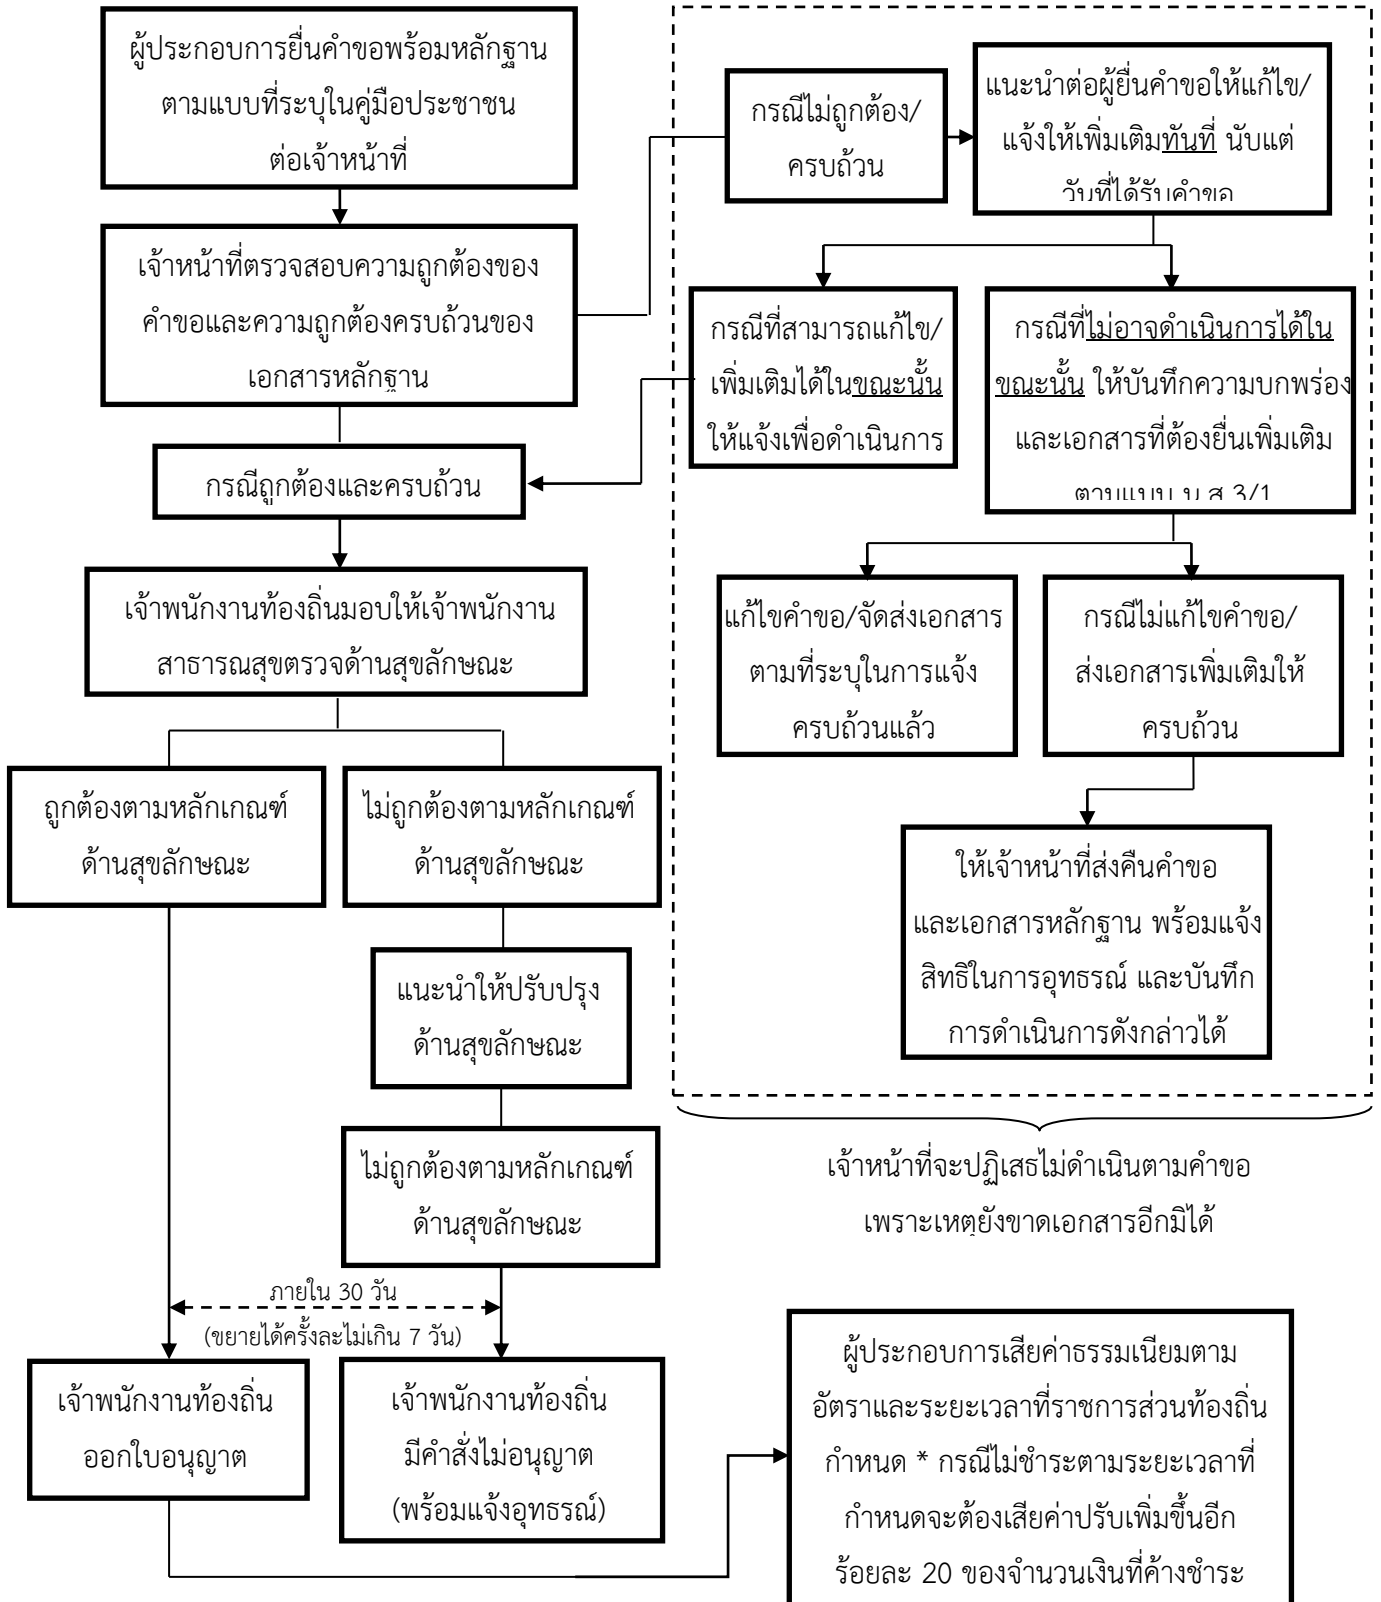 ผู้ประกอบการยื่นคำขอพร้อมหลักฐาน
ตามแบบที่ระบุในคู่มือประชาชน
ต่อเจ้าหน้าที่
เจ้าหน้าที่ตรวจสอบความถูกต้องของ
คำขอและความถูกต้องครบถ้วนของ
เอกสารหลักฐาน
กรณีถูกต้องและครบถ้วน
เจ้าพนักงานท้องถิ่นมอบให้เจ้าพนักงาน
สาธารณสุขตรวจด้านสุขลักษณะ
ถูกต้องตามหลักเกณฑ์
ด้านสุขลักษณะ
ไม่ถูกต้องตามหลักเกณฑ์
ด้านสุขลักษณะ
แนะนำให้ปรับปรุง
ด้านสุขลักษณะ
ไม่ถูกต้องตามหลักเกณฑ์
ด้านสุขลักษณะ
ภายใน 30 วัน
(ขยายได้ครั้งละไม่เกิน 7 วัน)
เจ้าพนักงานท้องถิ่น
ออกใบอนุญาต
เจ้าพนักงานท้องถิ่น
มีคำสั่งไม่อนุญาต
(พร้อมแจ้งอุทธรณ์)
กรณีไม่ถูกต้อง/
ครบถ้วน
แนะนำต่อผู้ยื่นคำขอให้แก้ไข/
แจ้งให้เพิ่มเติมทันที่ นับแต่
วันที่ได้รับคำขอ
กรณีที่สามารถแก้ไข/
เพิ่มเติมได้ในขณะนั้น
ให้แจ้งเพื่อดำเนินการ
กรณีที่ไม่อาจดำเนินการได้ใน
ขณะนั้น ให้บันทึกความบกพร่อง
และเอกสารที่ต้องยื่นเพิ่มเติม
ตามแบบ น.ส.3/1
แก้ไขคำขอ/จัดส่งเอกสาร
ตามที่ระบุในการแจ้ง
ครบถ้วนแล้ว
กรณีไม่แก้ไขคำขอ/
ส่งเอกสารเพิ่มเติมให้
ครบถ้วน
ให้เจ้าหน้าที่ส่งคืนคำขอ
และเอกสารหลักฐาน พร้อมแจ้ง
สิทธิในการอุทธรณ์ และบันทึก
การดำเนินการดังกล่าวได้
เจ้าหน้าที่จะปฏิเสธไม่ดำเนินตามคำขอ
เพราะเหตุยังขาดเอกสารอีกมิได้
ผู้ประกอบการเสียค่าธรรมเนียมตาม
อัตราและระยะเวลาที่ราชการส่วนท้องถิ่น
กำหนด * กรณีไม่ชำระตามระยะเวลาที่
กำหนดจะต้องเสียค่าปรับเพิ่มขึ้นอีก
ร้อยละ 20 ของจำนวนเงินที่ค้างชำระ